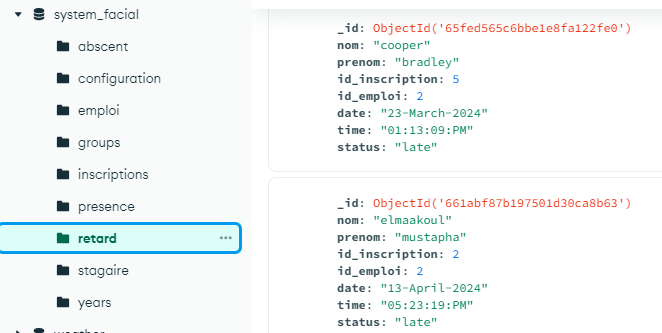 system_facial
abscent
configuration
emploi
groups
inscriptions
presence
retard
stagaire
years
_id: ObjectId('65fed565c6bbe1e8fa122fe0')
nom: "cooper"
prenom: "bradley"
id_inscription: 5
id_emploi: 2
date: "23-March-2024"
time: "01:13:09:PM"
status: "late"
_id: ObjectId('661abf87b197501d30ca8b63')
nom: "elmaakoul"
prenom: "mustapha"
id_inscription: 2
id_emploi: 2
date: "13-April-2024"
time: "05:23:19:PM"
status: "late"